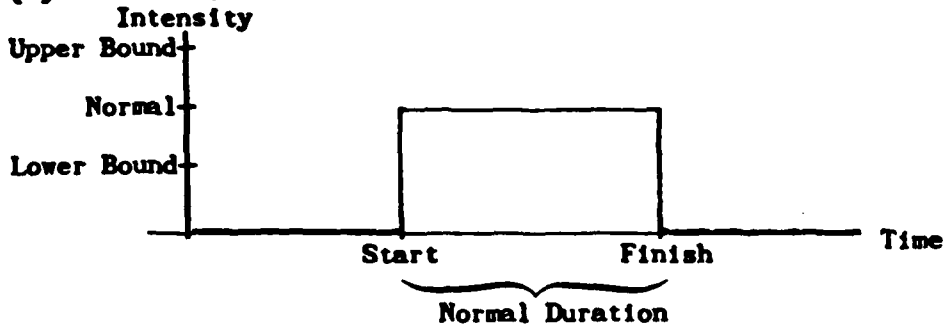 Intensity
Upper Bound
Normal
Lower Bound
Time
Start Finish
Normal Duration